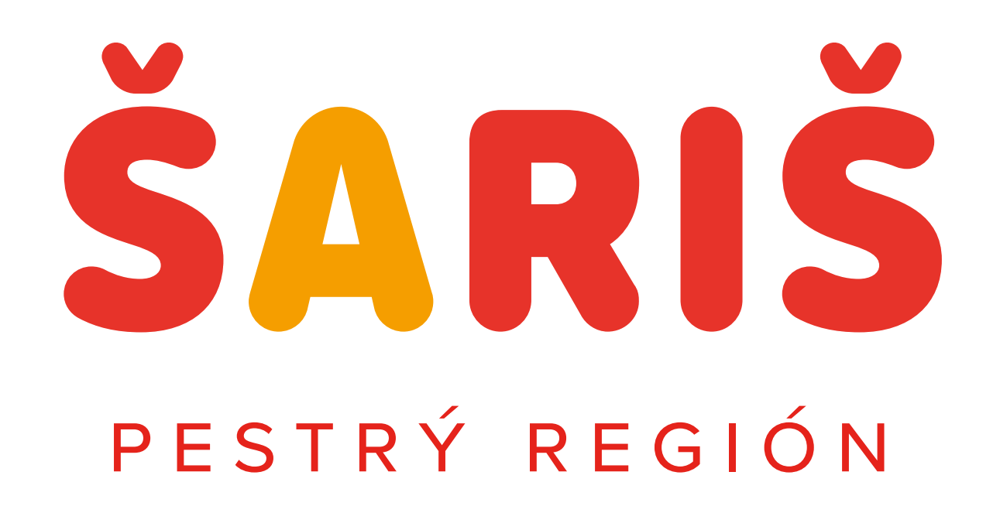 ŠARIŠ
PESTRÝ REGIÓN